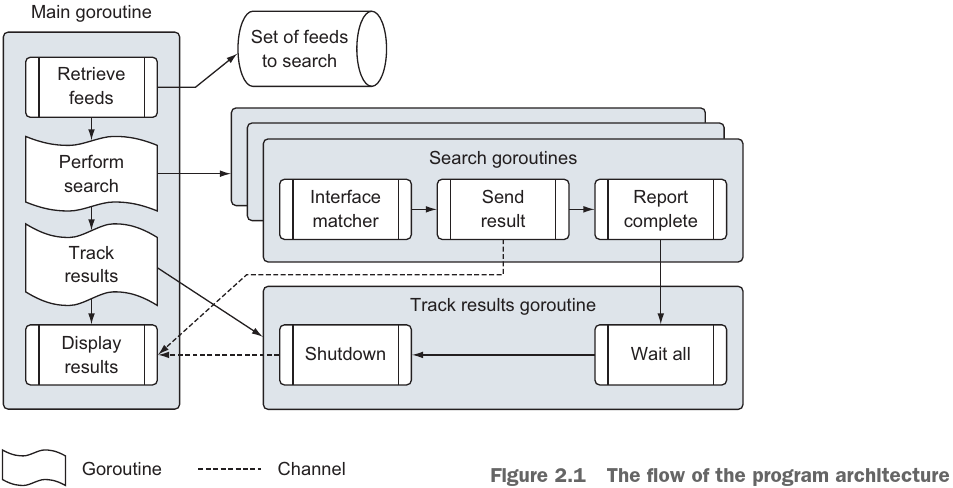 Main goroutine
Retrieve
feeds
Set of feeds
to search
Perform
search
Track
results
Display
results
Search goroutines
Interface
matcher
Send
result
Report
complete
Track results goroutine
Shutdown
Wait all
Goroutine
Channel
Figure 2.1 The flow of the program architecture